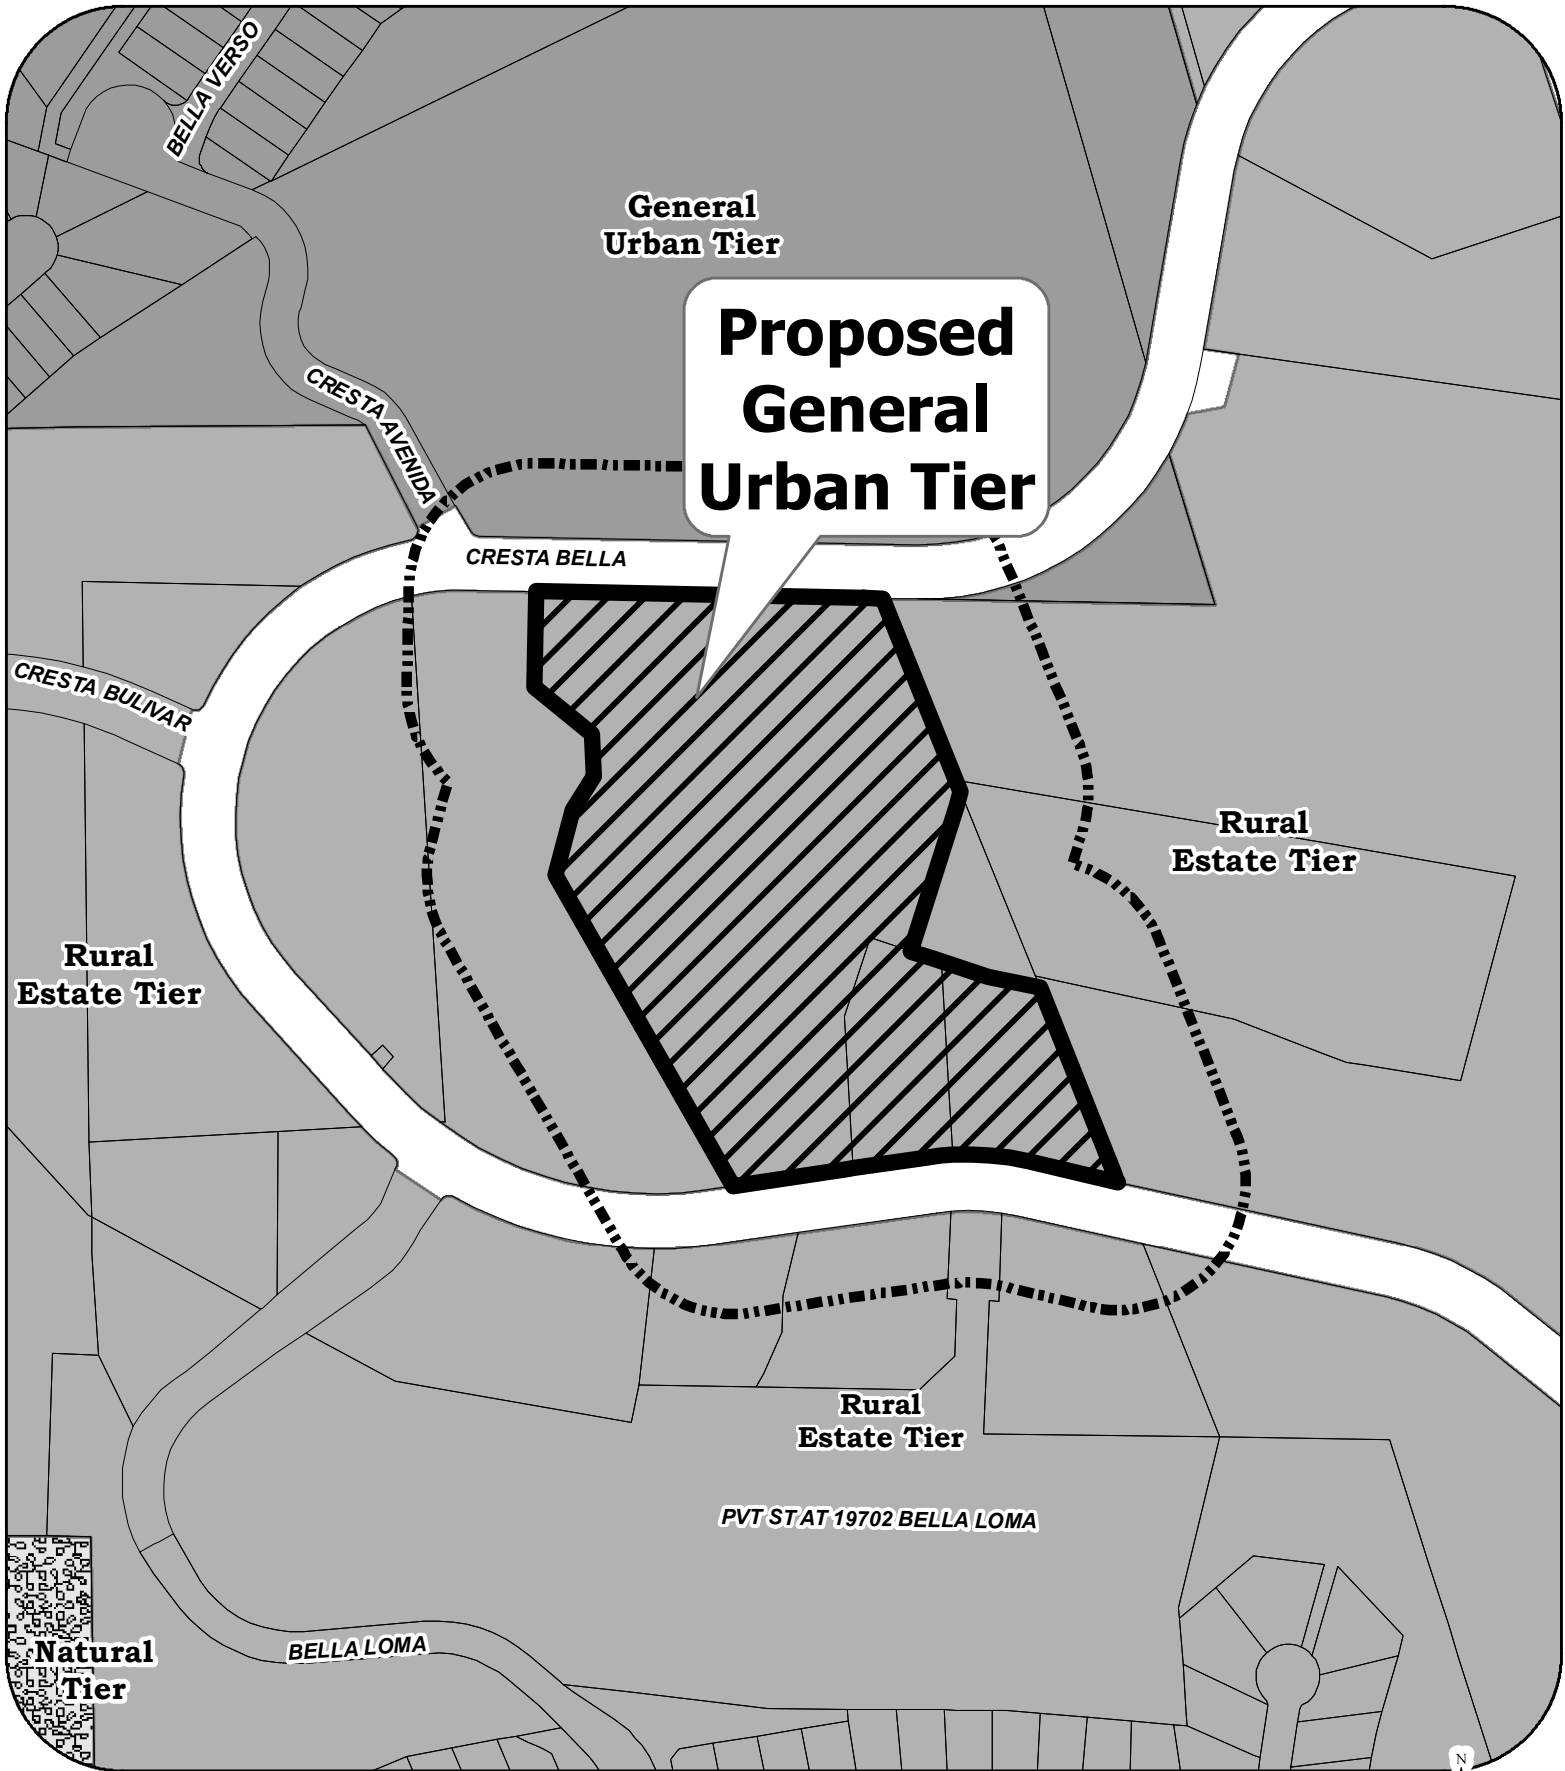 BELLA VERSO
General
Urban Tier
Proposed
General
Urban Tier
CRESTA AVENIDA
CRESTA BELLA
CRESTA BULIVAR
Rural
Estate Tier
Rural
Estate Tier
Rural
Estate Tier
PVT ST AT 19702 BELLA LOMA
BELLA LOMA
Natural
Tier
N